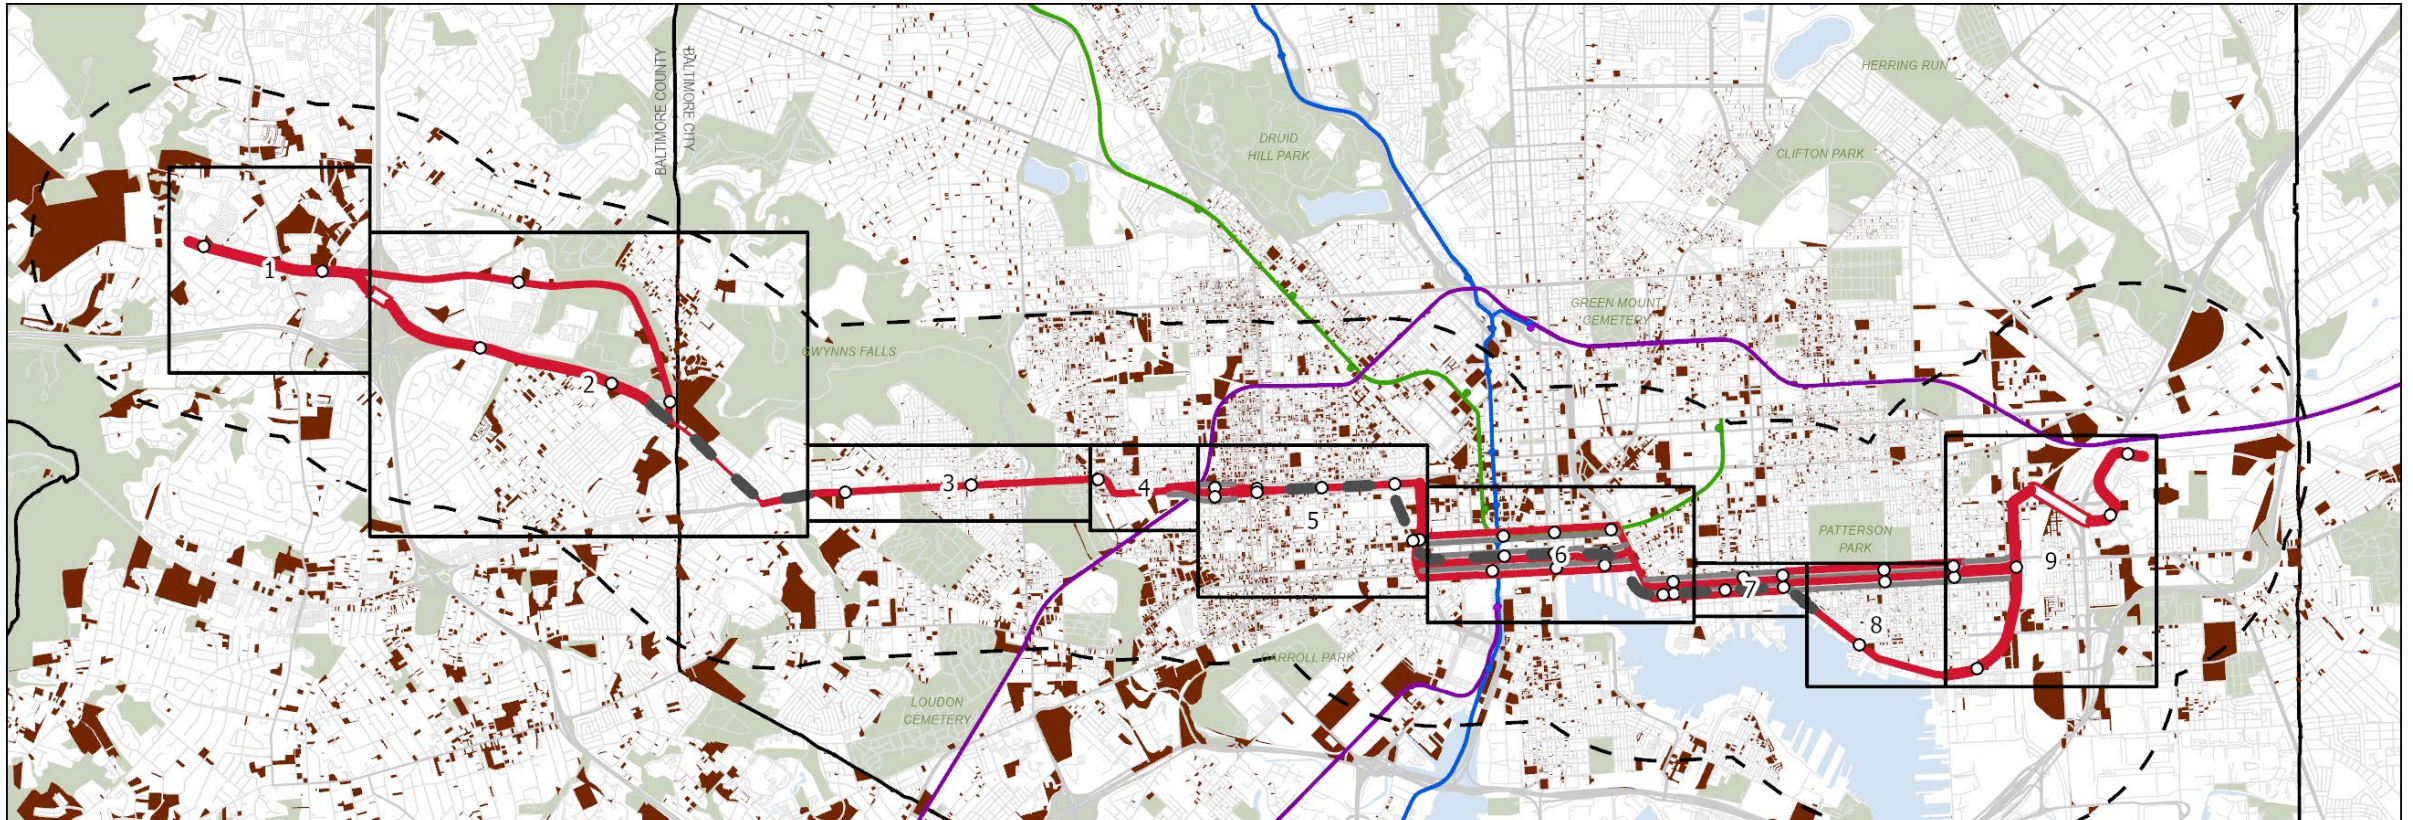 BALTIMORE COUNTY
BALTIMORE CITY
HERRING RUN
DRUID
HILL PARK
CLIFTON PARK
1
GREEN MOUNT
CEMETERY
GWYNNS FALLS
2
3
4
5
6
7
8
9
PATTERSON
PARK
CARROLL PARK
LOUDON
CEMETERY